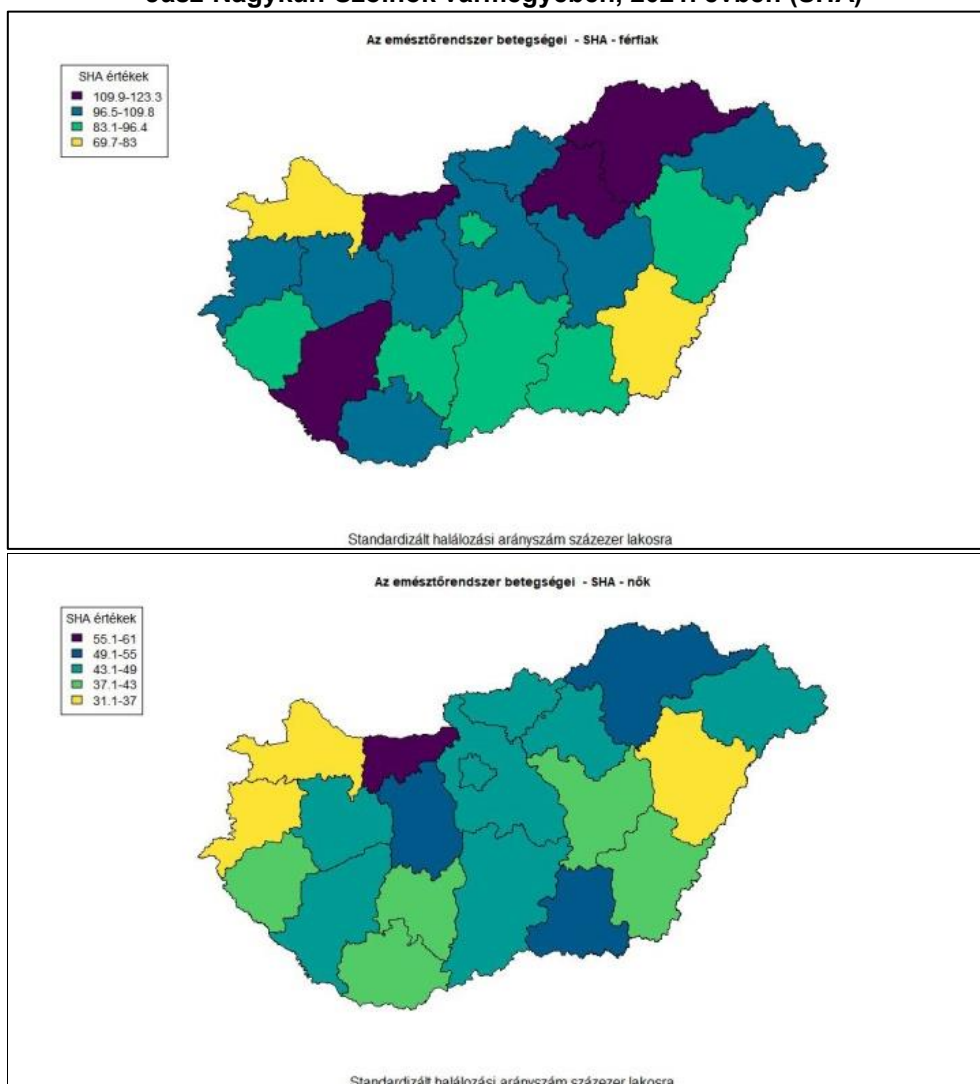 Az emésztőrendszer betegségei - SHA - férfiak
SHA értékek
109.9-123.3
96.5-109.8
83.1-96.4
69.7-83
Standardizált halálozási arányszám százezer lakosra
Az emésztőrendszer betegségei - SHA - nők
SHA értékek
55.1-61
49.1-55
43.1-49
37.1-43
31.1-37
Standardizált halálozási arányszám százezer lakosra